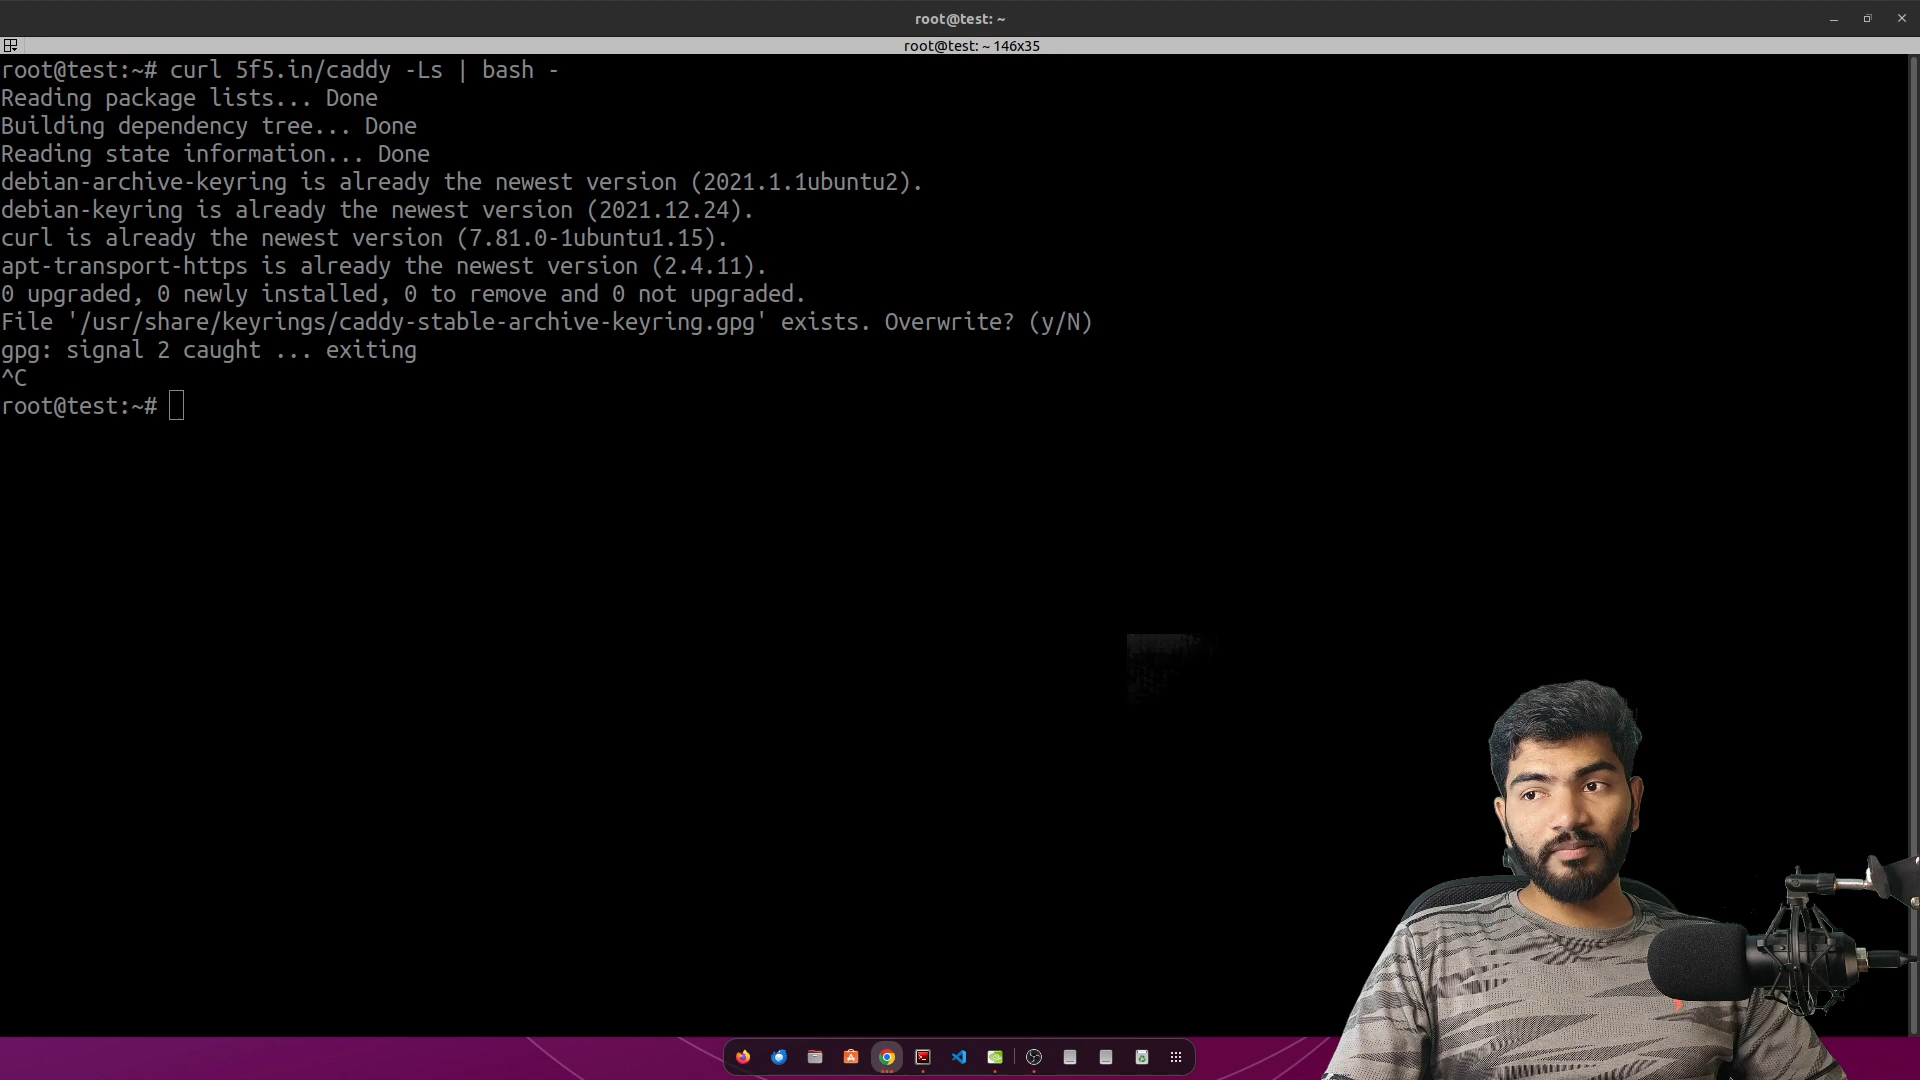 root@test: ~
root@test: ~ 146x35
root@test:~# curl 5f5.in/caddy -Ls | bash -
Reading package lists... Done
Building dependency tree... Done
Reading state information... Done
debian-archive-keyring is already the newest version (2021.1.1ubuntu2).
debian-keyring is already the newest version (2021.12.24).
curl is already the newest version (7.81.0-1ubuntu1.15).
apt-transport-https is already the newest version (2.4.11).
0 upgraded, 0 newly installed, 0 to remove and 0 not upgraded.
File '/usr/share/keyrings/caddy-stable-archive-keyring.gpg' exists. Overwrite? (y/N)
gpg: signal 2 caught ... exiting
^C
root@test:~#